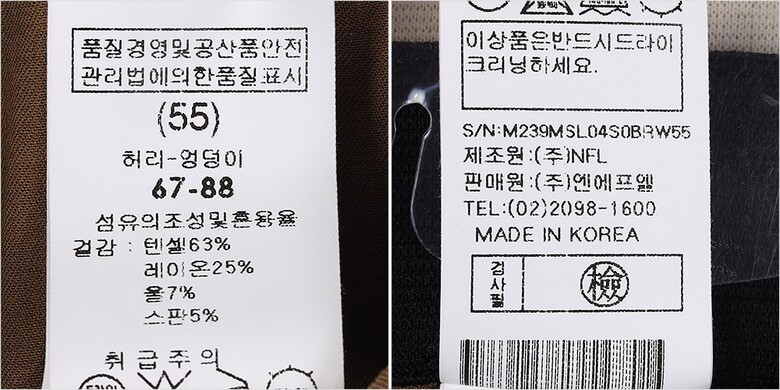 품질경영및공산품안전
관리법에의한품질표시
(55)
허리-엉덩이
67-88
섬유의조성및혼용율
겉감 : 텐셀63%
레이온25%
울7%
스판5%
취급주의
이상품은반드시드라이
크리닝하세요.
S/N:M239MSL04S0BRW55
제조원:(주)NFL
판매원:(주)엔에프엘
TEL:(02)2098-1600
MADE IN KOREA
검사필 檢